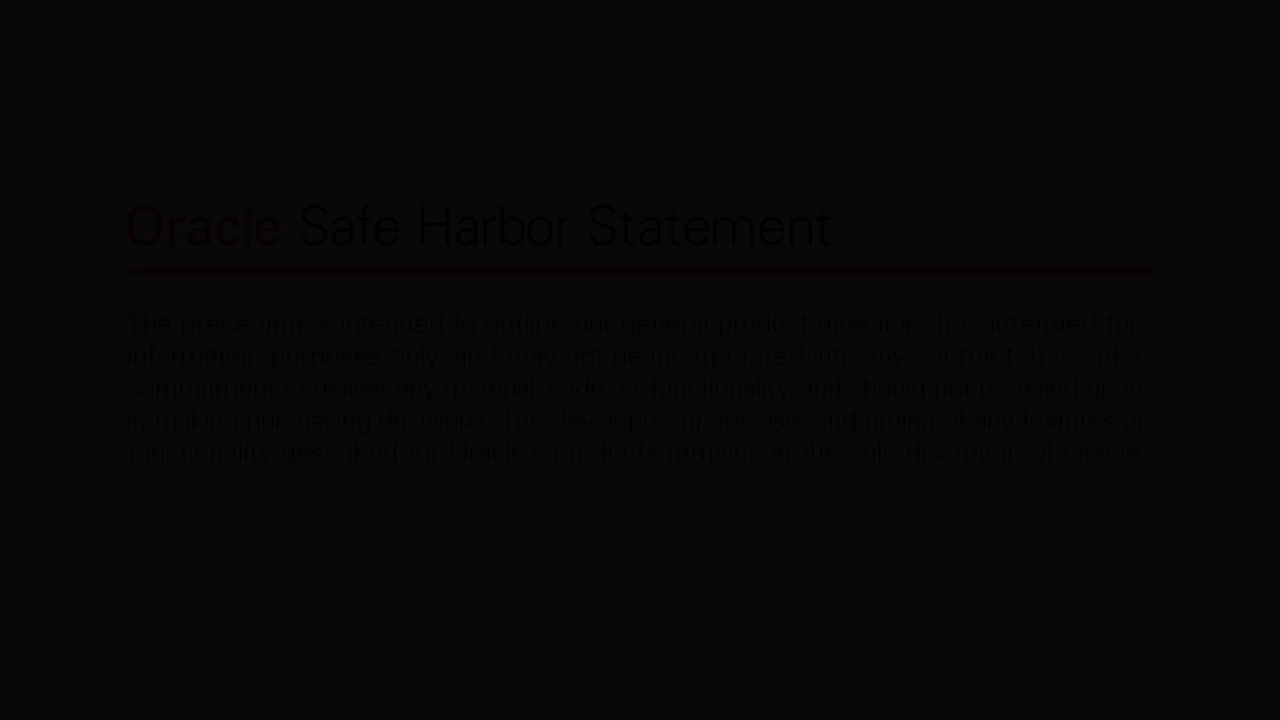 Oracle Safe Harbor Statement
The preceding is intended to outline our general product direction. It is intended for
information purposes only, and may not be incorporated into any contract. It is not a
commitment to deliver any material, code, or functionality, and should not be relied upon
in making purchasing decisions. The development, release, and timing of any features or
functionality described for Oracle's products remains at the sole discretion of Oracle.